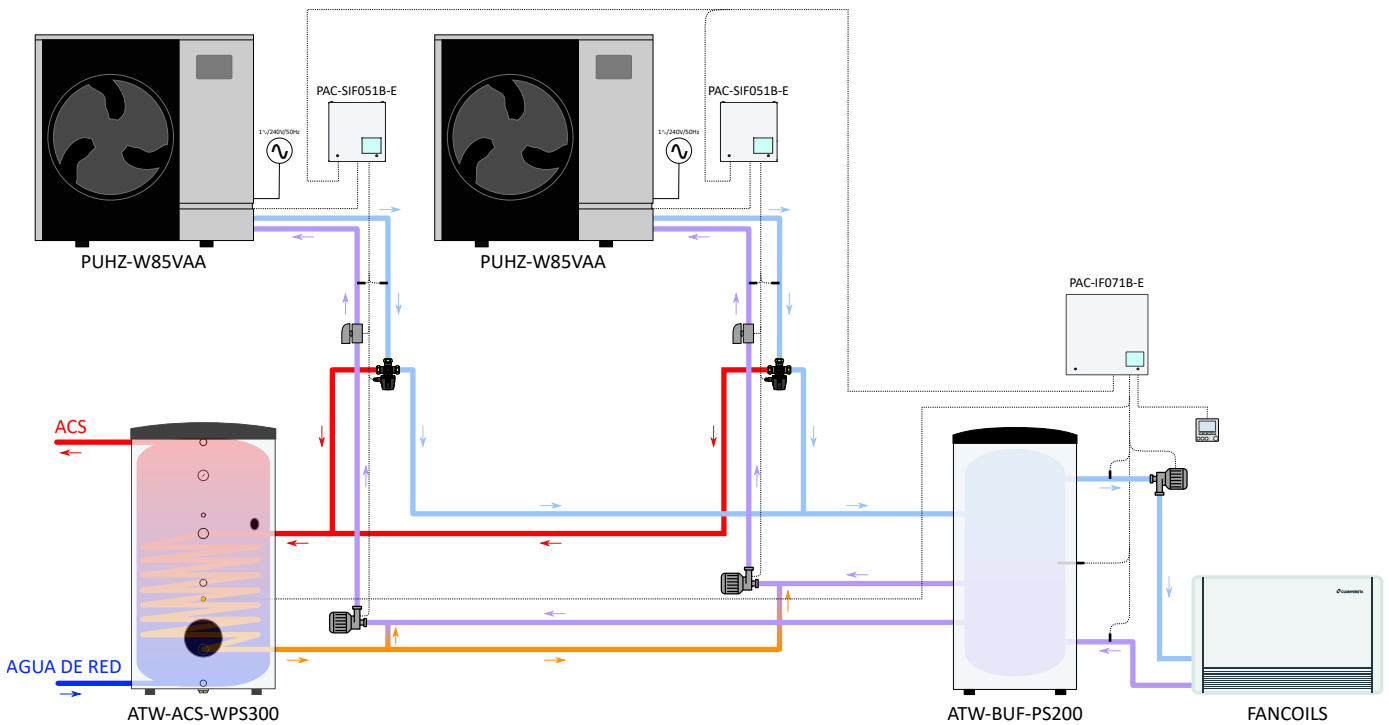 PAC-SIF051B-E
PAC-SIF051B-E
1~/240V/50Hz
1~/240V/50Hz
PUHZ-W85VAA
PUHZ-W85VAA
PAC-IF071B-E
ACS
AGUA DE RED
CLIMAVENETA
ATW-ACS-WPS300
ATW-BUF-PS200
FANCOILS